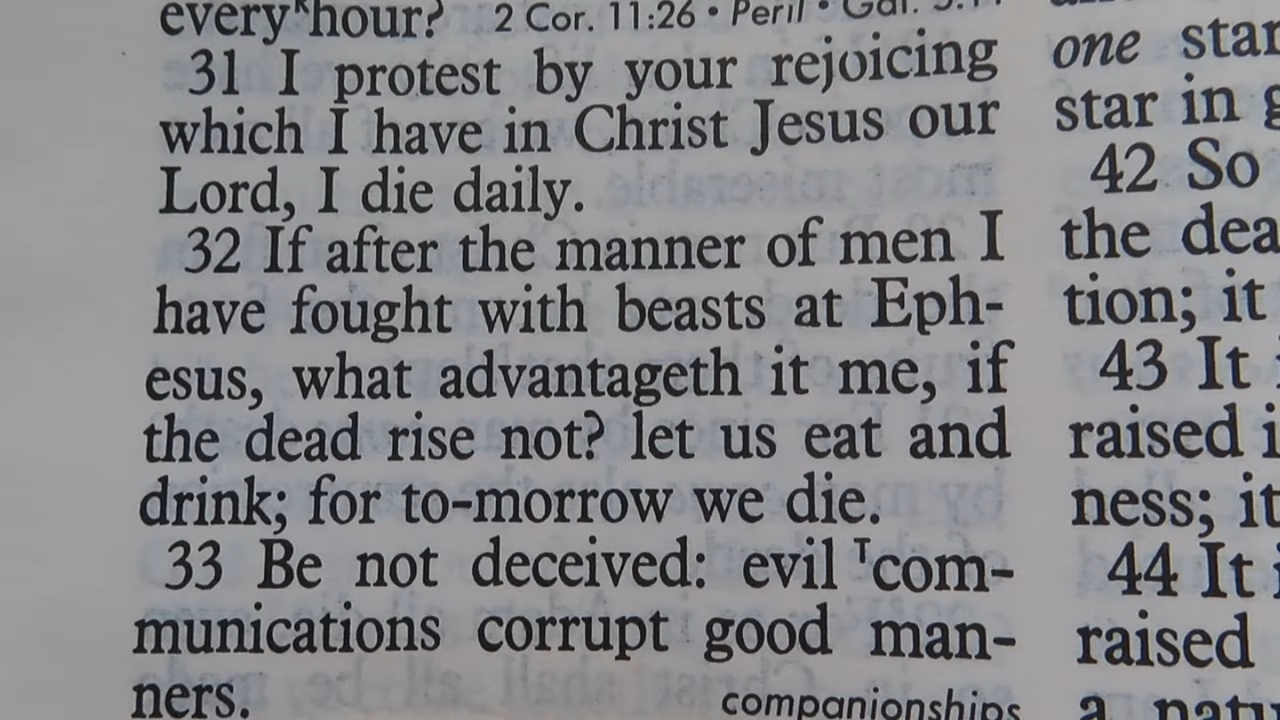 every ᴷhour? 2 Cor. 11:26 • Peril • Gal.
31 I protest by your rejoicing
which I have in Christ Jesus our
Lord, I die daily.
32 If after the manner of men I
have fought with beasts at Eph-
esus, what advantageth it me, if
the dead rise not? let us eat and
drink; for to-morrow we die.
33 Be not deceived: evil ᵀcom-
munications corrupt good man-
ners. companionships
one star
star in
42 So
the dea
tion; it
43 It
raised
ness; it
44 It
raised
a natu